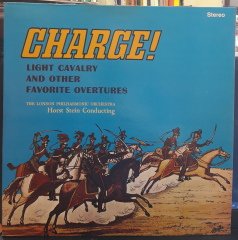 Stereo
CHARGE!
LIGHT CAVALRY
AND OTHER
FAVORITE OVERTURES
THE LONDON PHILHARMONIC ORCHESTRA
Horst Stein Conducting